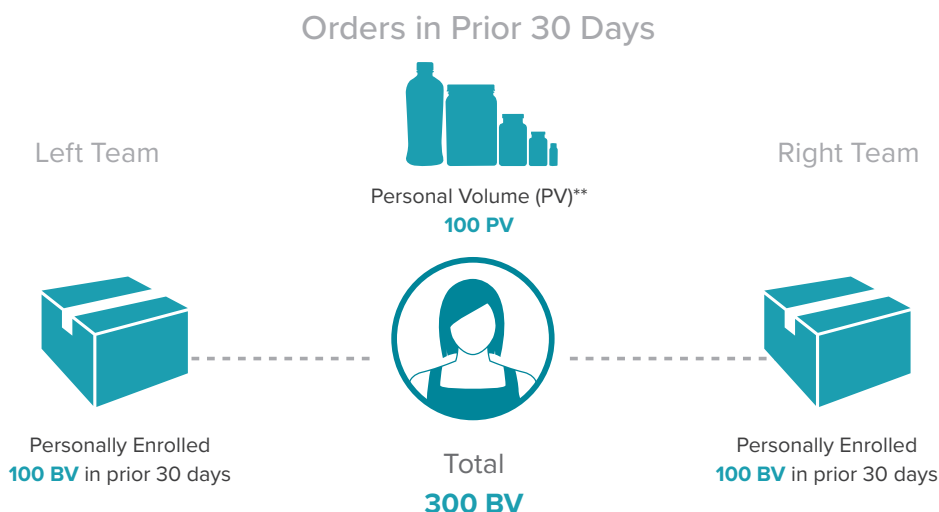 Orders in Prior 30 Days
Left Team
Right Team
Personal Volume (PV)**
100 PV
Personally Enrolled
100 BV in prior 30 days
Personally Enrolled
100 BV in prior 30 days
Total
300 BV